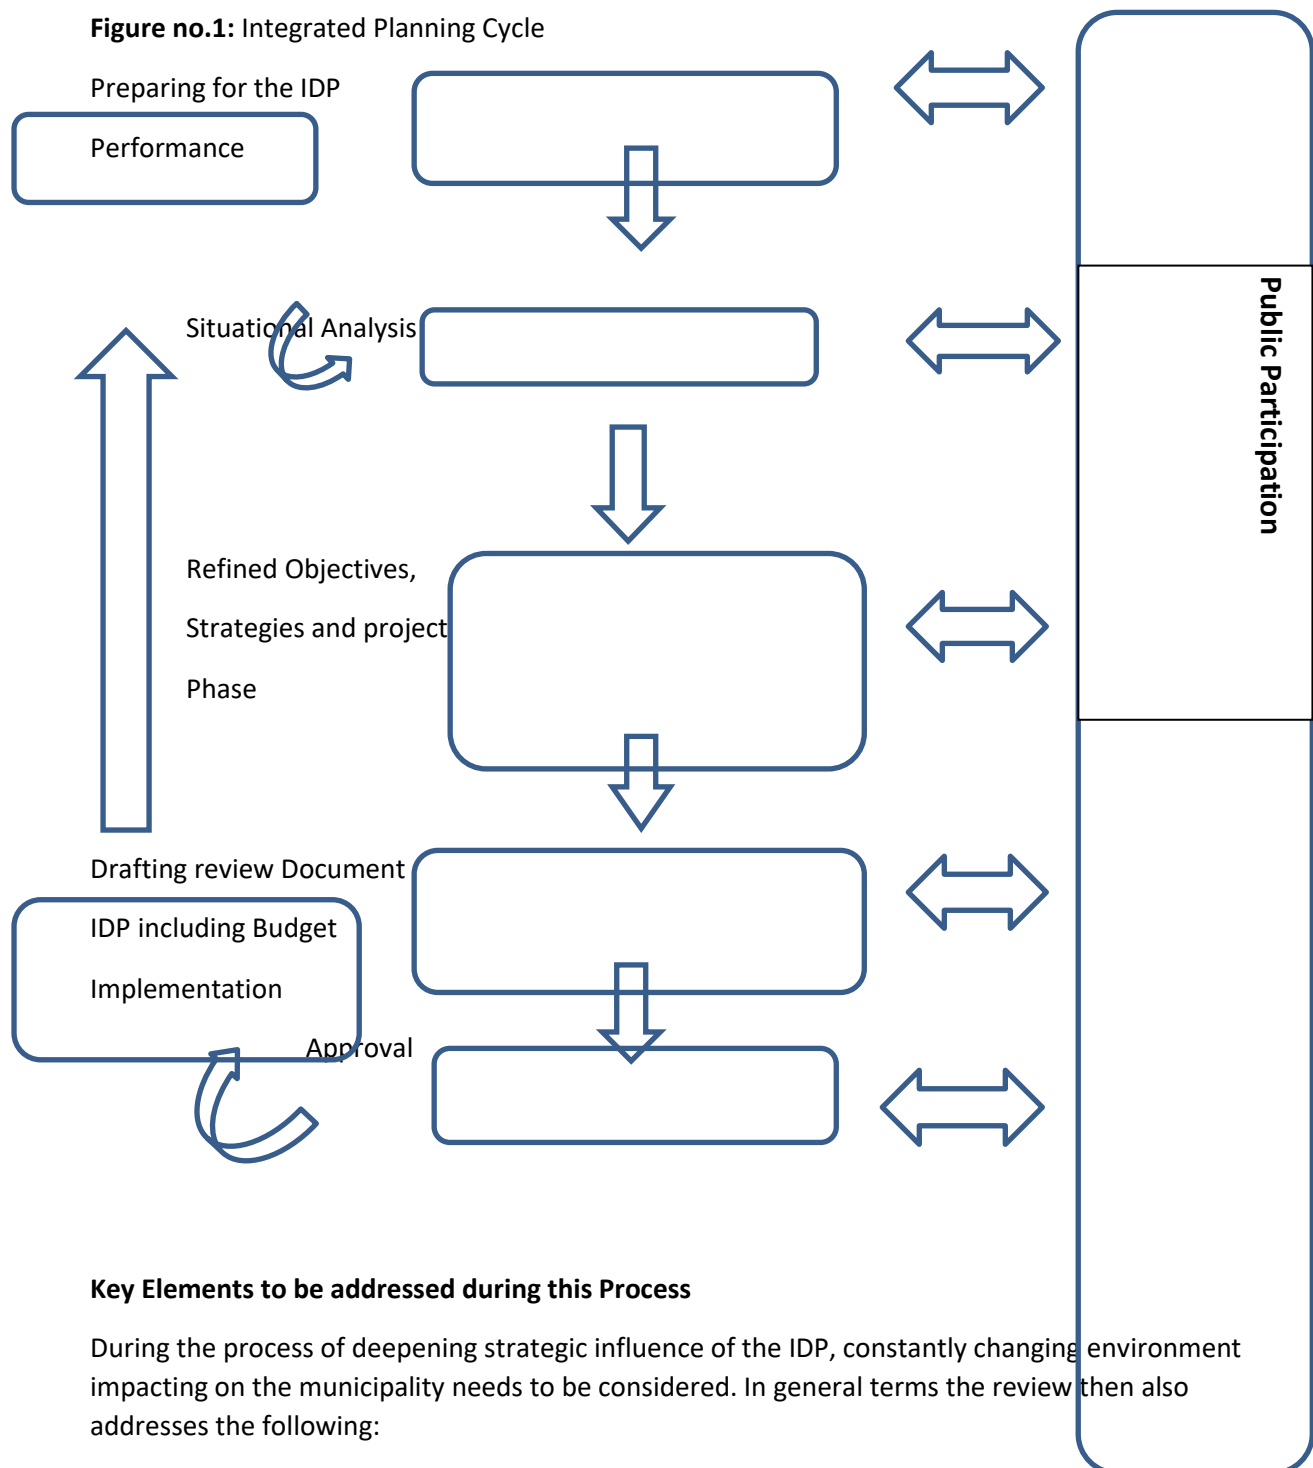 Figure no.1: Integrated Planning Cycle
Preparing for the IDP
Performance
Situational Analysis
Public Participation
Refined Objectives,
Strategies and project
Phase
Drafting review Document
IDP including Budget
Implementation
Approval
Key Elements to be addressed during this Process
During the process of deepening strategic influence of the IDP, constantly changing environment
impacting on the municipality needs to be considered. In general terms the review then also
addresses the following: